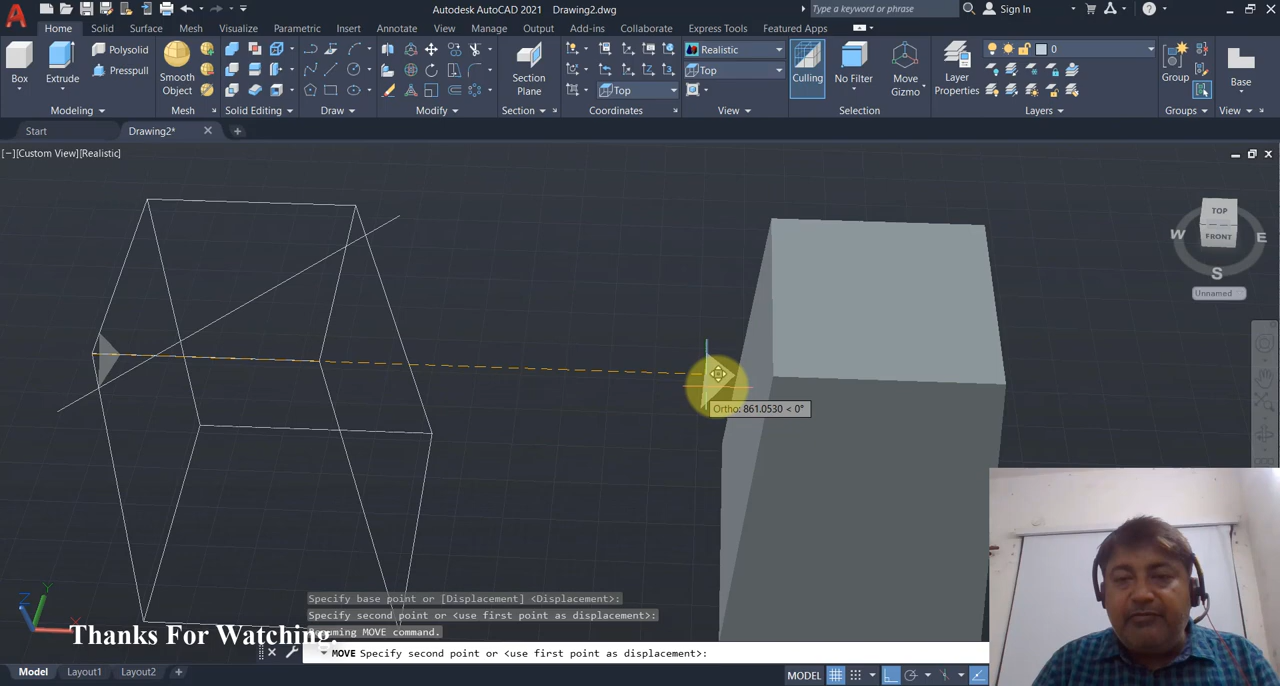 Autodesk AutoCAD 2021 Drawing2.dwg
Type a keyword or phrase
Sign In
Home Solid Surface Mesh Visualize Parametric Insert Annotate View Manage Output Add-ins Collaborate Express Tools Featured Apps
Box
Extrude
Polysolid
Presspull
Smooth Object
Section Plane
Realistic
Top
Top
Culling
No Filter
Move Gizmo
Layer Properties
0
Group
Base
Modeling
Mesh
Solid Editing
Draw
Modify
Section
Coordinates
View
Selection
Layers
Groups
View
Start
Drawing2*
[−][Custom View][Realistic]
TOP
FRONT
W
E
S
Unnamed
Ortho: 861.0530 < 0°
Specify base point or [Displacement] <Displacement>:
Specify second point or <use first point as displacement>:
Resuming MOVE command.
MOVE Specify second point or <use first point as displacement>:
Z
Y
X
Thanks For Watching.
Model
Layout1
Layout2
MODEL